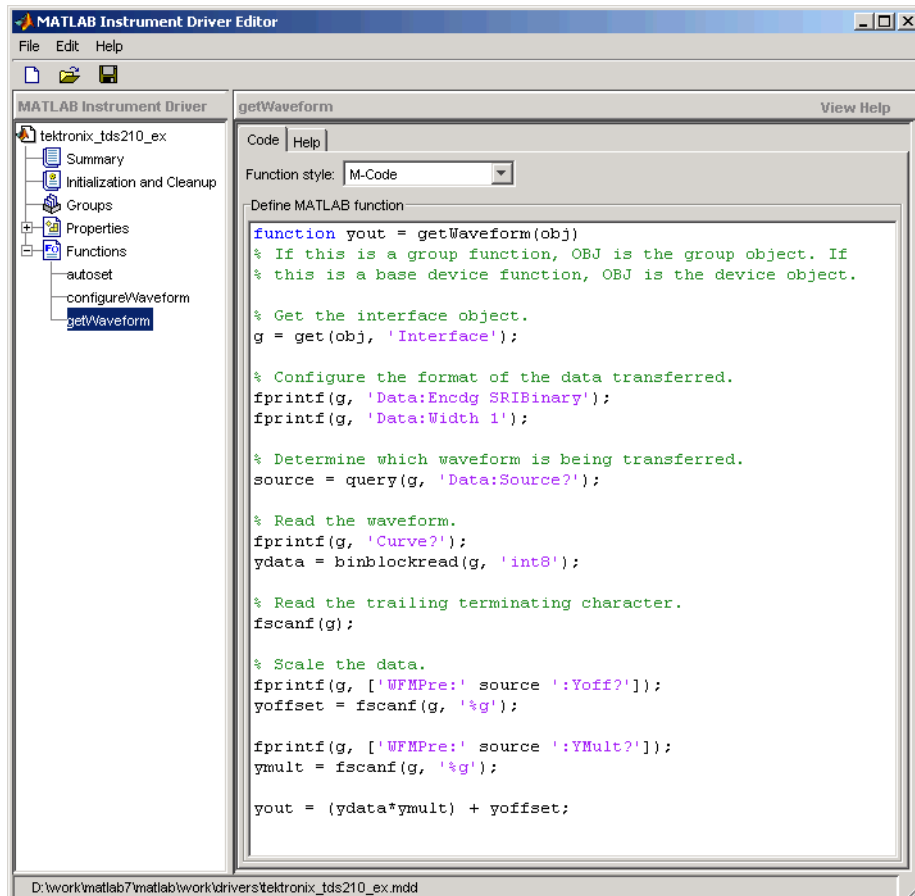 MATLAB Instrument Driver Editor
File Edit Help
MATLAB Instrument Driver
tektronix_tds210_ex
Summary
Initialization and Cleanup
Groups
Properties
Functions
autoset
configureWaveform
getWaveform
getWaveform View Help
Code Help
Function style: M-Code
Define MATLAB function
function yout = getWaveform(obj)
% If this is a group function, OBJ is the group object. If
% this is a base device function, OBJ is the device object.
% Get the interface object.
g = get(obj, 'Interface');
% Configure the format of the data transferred.
fprintf(g, 'Data:Encdg SRIBinary');
fprintf(g, 'Data:Width 1');
% Determine which waveform is being transferred.
source = query(g, 'Data:Source?');
% Read the waveform.
fprintf(g, 'Curve?');
ydata = binblockread(g, 'int8');
% Read the trailing terminating character.
fscanf(g);
% Scale the data.
fprintf(g, ['WFMPre:' source ':Yoff?']);
yoffset = fscanf(g, '%g');
fprintf(g, ['WFMPre:' source ':YMult?']);
ymult = fscanf(g, '%g');
yout = (ydata*ymult) + yoffset;
D:\work\matlab7\matlab\work\drivers\tektronix_tds210_ex.mdd